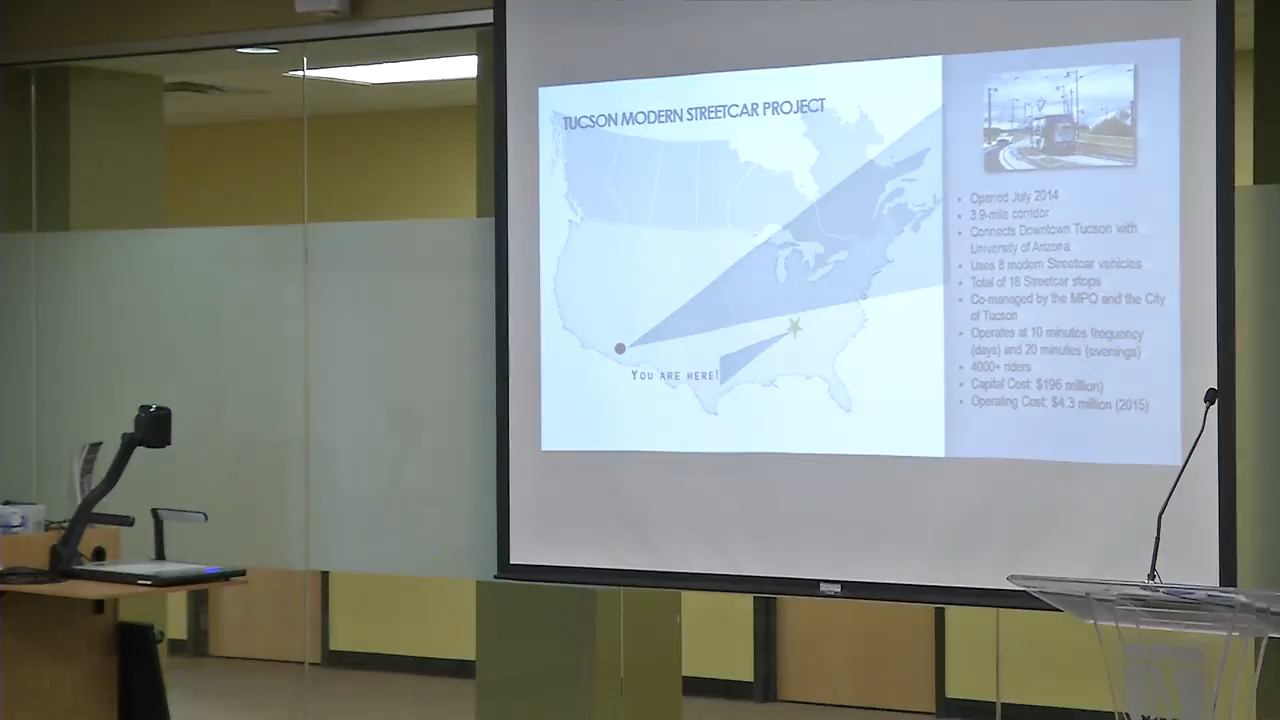 TUCSON MODERN STREETCAR PROJECT
YOU ARE HERE!
• Opened July 2014
• 3.9-mile corridor
• Connects Downtown Tucson with
University of Arizona
• Uses 8 modern Streetcar vehicles
• Total of 18 Streetcar stops
• Co-managed by the MPO and the City
of Tucson
• Operates at 10 minutes frequency
(days) and 20 minutes (evenings)
• 4000+ riders
• Capital Cost: $196 million)
• Operating Cost: $4.3 million (2015)